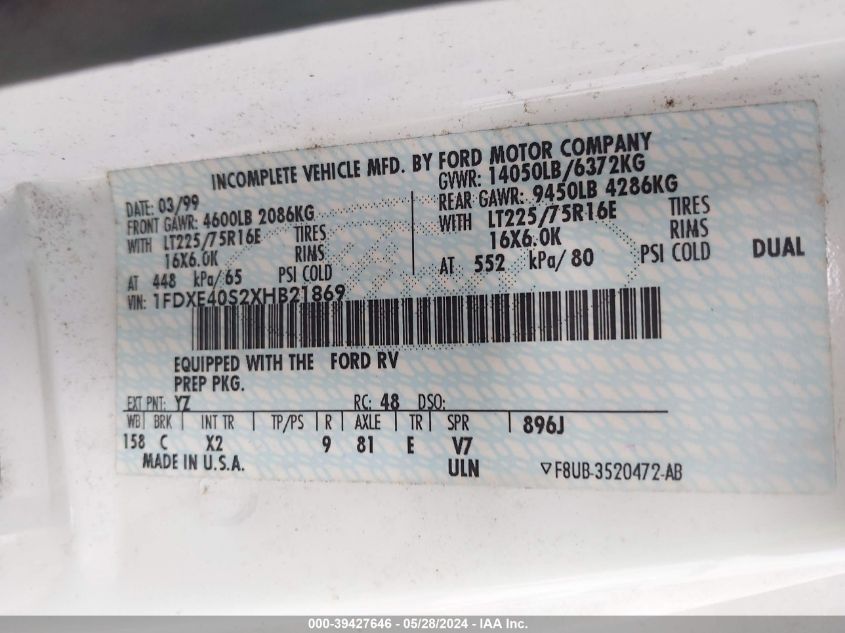 INCOMPLETE VEHICLE MFD. BY FORD MOTOR COMPANY
DATE: 03/99 GVWR: 14050LB/6372KG
FRONT GAWR: 4600LB 2086KG REAR GAWR: 9450LB 4286KG
WITH LT225/75R16E TIRES WITH LT225/75R16E TIRES
16X6.0K RIMS 16X6.0K RIMS
AT 448 kPa/65 PSI COLD AT 552 kPa/80 PSI COLD DUAL
VIN: 1FDXE40S2XHB21869
EQUIPPED WITH THE FORD RV
PREP PKG.
EXT PNT: YZ RC: 48 DSO:
WB BRK INT TR TP/PS R AXLE TR SPR 896J
158 C X2 9 81 E V7
MADE IN U.S.A. ULN ▽F8UB-3520472-AB
000-39427646 - 05/28/2024 - IAA Inc.